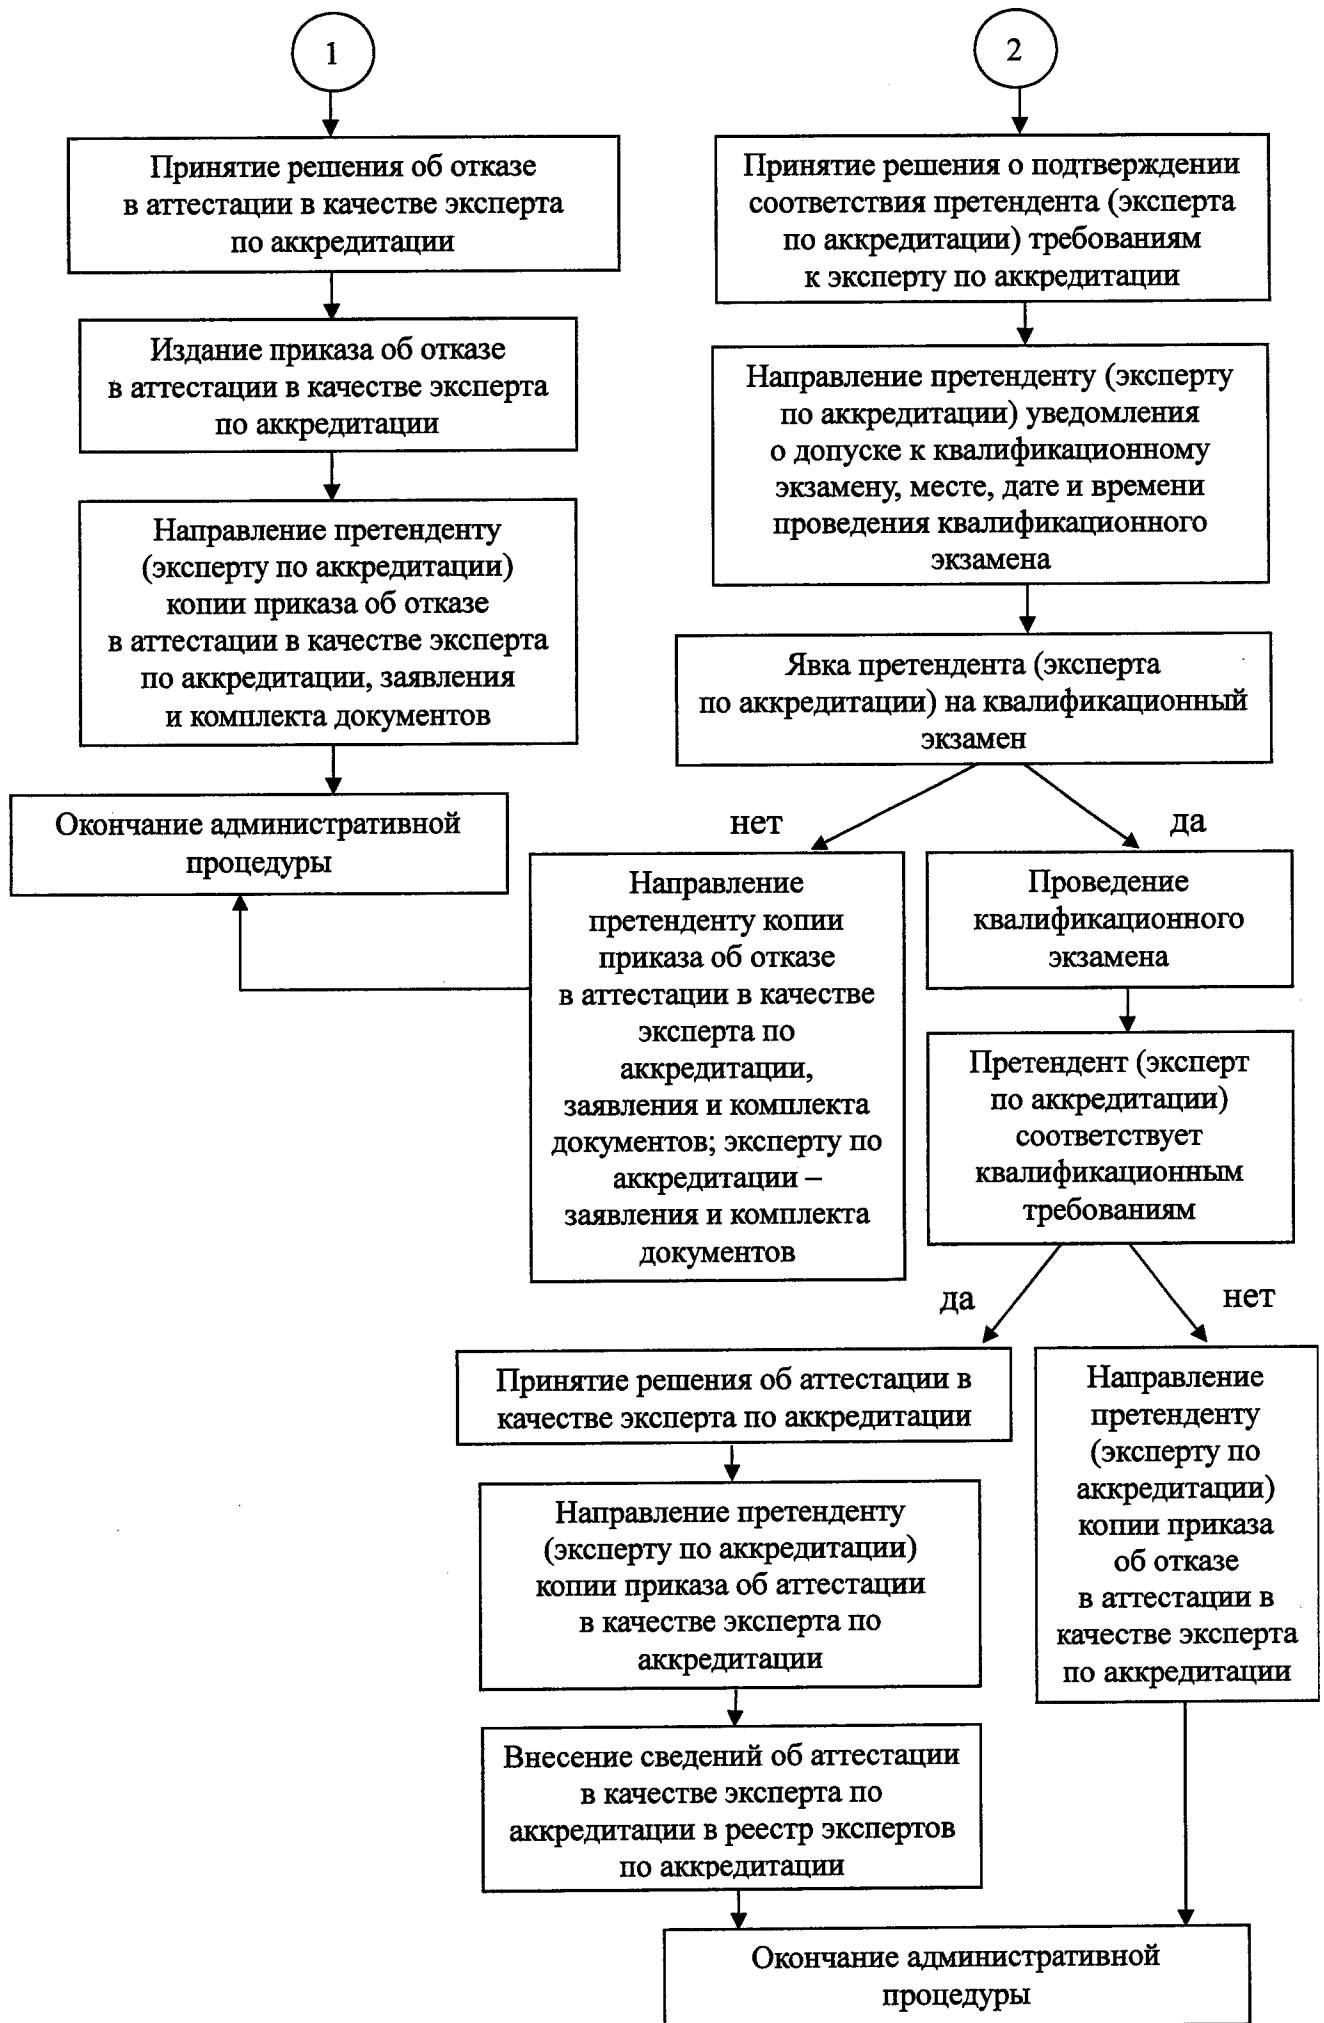 1
Принятие решения об отказе
в аттестации в качестве эксперта
по аккредитации
Издание приказа об отказе
в аттестации в качестве эксперта
по аккредитации
Направление претенденту
(эксперту по аккредитации)
копии приказа об отказе
в аттестации в качестве эксперта
по аккредитации, заявления
и комплекта документов
Окончание административной
процедуры
2
Принятие решения о подтверждении
соответствия претендента (эксперта
по аккредитации) требованиям
к эксперту по аккредитации
Направление претенденту (эксперту
по аккредитации) уведомления
о допуске к квалификационному
экзамену, месте, дате и времени
проведения квалификационного
экзамена
Явка претендента (эксперта
по аккредитации) на квалификационный
экзамен
нет
да
Направление
претенденту копии
приказа об отказе
в аттестации в качестве
эксперта по
аккредитации,
заявления и комплекта
документов; эксперту по
аккредитации –
заявления и комплекта
документов
Проведение
квалификационного
экзамена
Претендент (эксперт
по аккредитации)
соответствует
квалификационным
требованиям
да
нет
Принятие решения об аттестации в
качестве эксперта по аккредитации
Направление претенденту
(эксперту по аккредитации)
копии приказа об аттестации
в качестве эксперта по
аккредитации
Внесение сведений об аттестации
в качестве эксперта по
аккредитации в реестр экспертов
по аккредитации
Направление
претенденту
(эксперту по
аккредитации)
копии приказа
об отказе
в аттестации в
качестве эксперта
по аккредитации
Окончание административной
процедуры